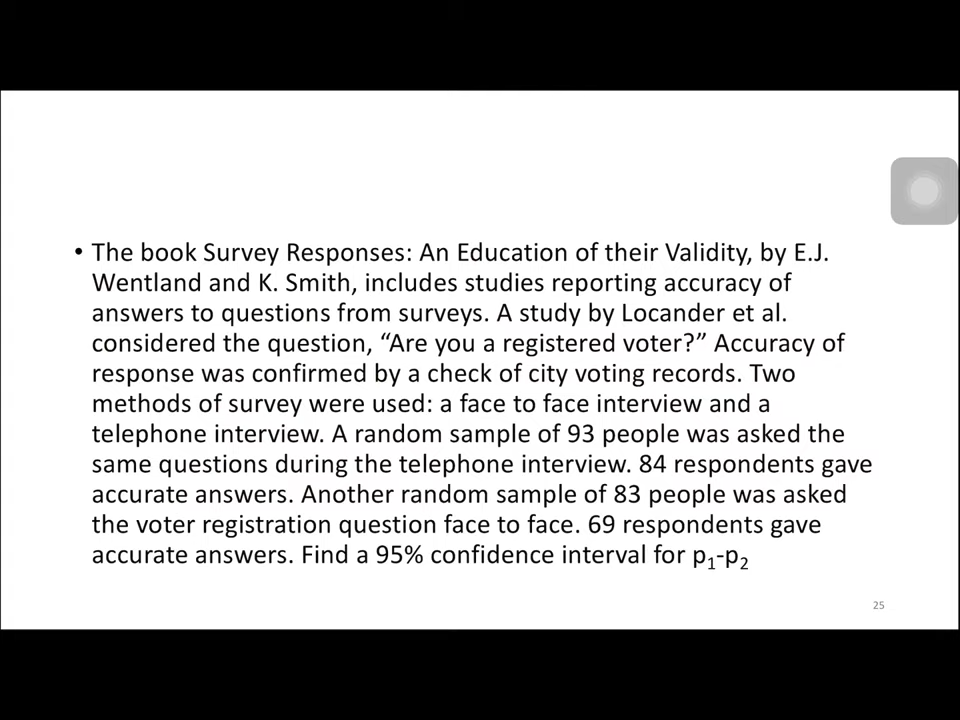 • The book Survey Responses: An Education of their Validity, by E.J.
Wentland and K. Smith, includes studies reporting accuracy of
answers to questions from surveys. A study by Locander et al.
considered the question, “Are you a registered voter?” Accuracy of
response was confirmed by a check of city voting records. Two
methods of survey were used: a face to face interview and a
telephone interview. A random sample of 93 people was asked the
same questions during the telephone interview. 84 respondents gave
accurate answers. Another random sample of 83 people was asked
the voter registration question face to face. 69 respondents gave
accurate answers. Find a 95% confidence interval for p₁-p₂
25